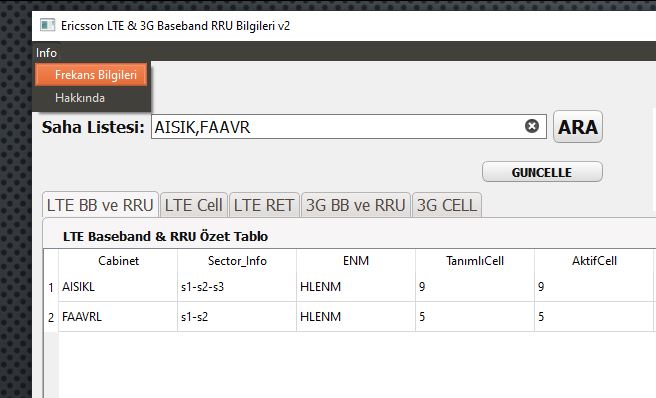 Ericsson LTE & 3G Baseband RRU Bilgileri v2
Info
Frekans Bilgileri
Hakkında
Saha Listesi: AISIK,FAAVR ARA
GUNCELLE
LTE BB ve RRU LTE Cell LTE RET 3G BB ve RRU 3G CELL
LTE Baseband & RRU Özet Tablo
Cabinet Sector_Info ENM TanımlıCell AktifCell
1 AISIKL s1-s2-s3 HLENM 9 9
2 FAAVRL s1-s2 HLENM 5 5